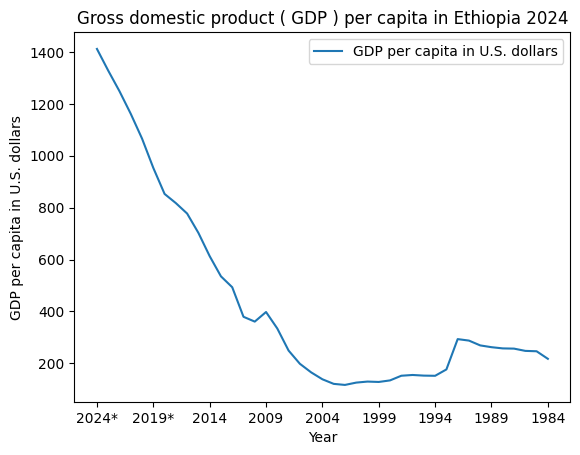 Gross domestic product ( GDP ) per capita in Ethiopia 2024
GDP per capita in U.S. dollars
GDP per capita in U.S. dollars
1400
1200
1000
800
600
400
200
2024* 2019* 2014 2009 2004 1999 1994 1989 1984
Year